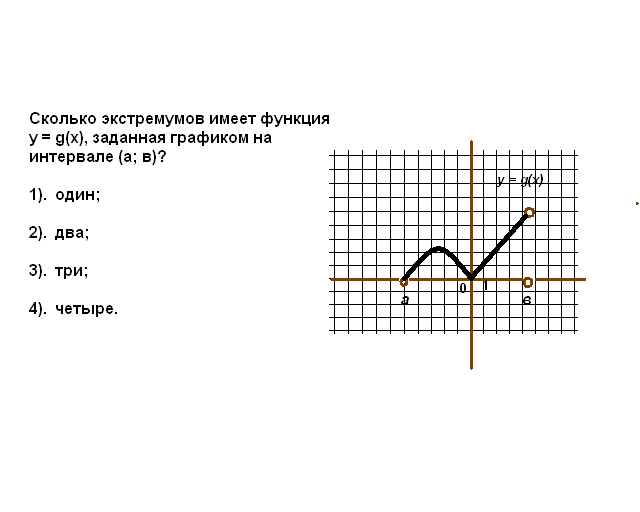 Сколько экстремумов имеет функция
у = g(x), заданная графиком на
интервале (а; в)?
1). один;
2). два;
3). три;
4). четыре.
y = g(x)
0 1
а в